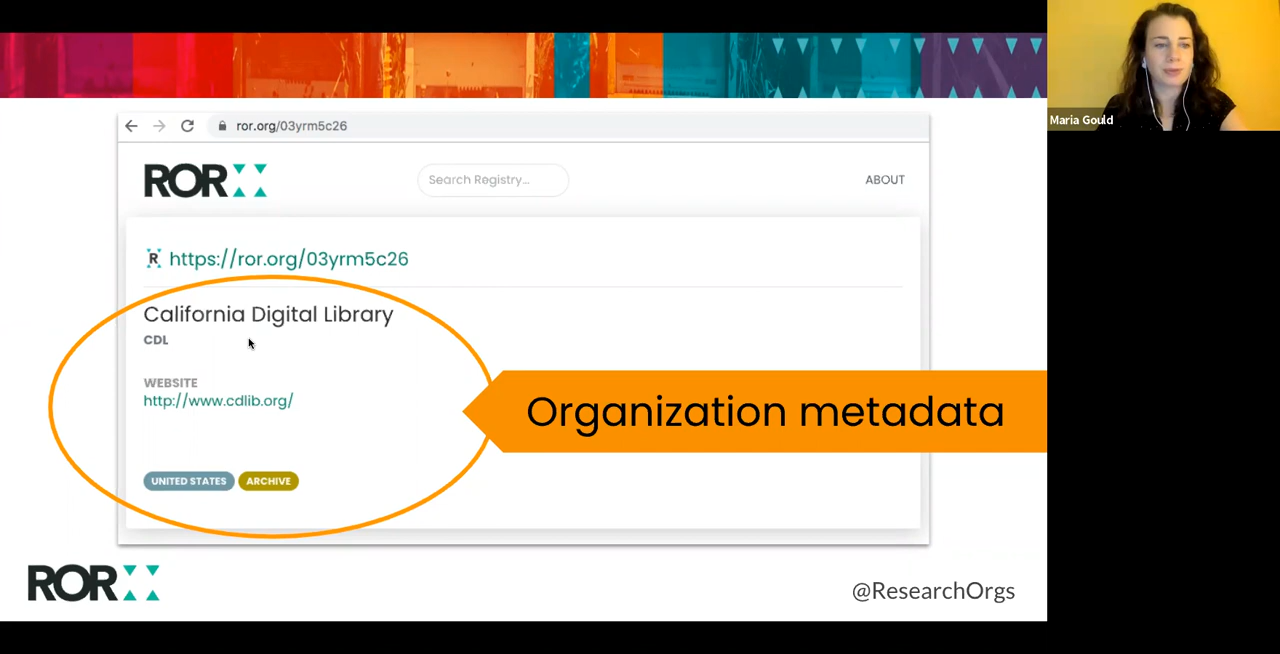 ror.org/03yrm5c26
ROR
Search Registry...
ABOUT
R https://ror.org/03yrm5c26
California Digital Library
CDL
WEBSITE
http://www.cdlib.org/
UNITED STATES ARCHIVE
Organization metadata
ROR
@ResearchOrgs
Maria Gould